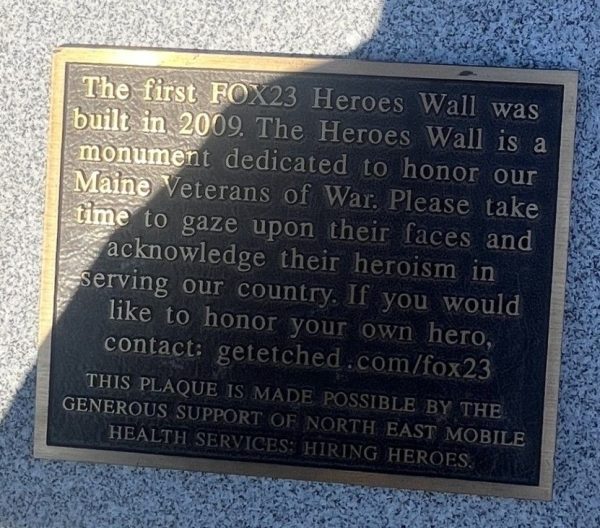 The first FOX23 Heroes Wall was
built in 2009. The Heroes Wall is a
monument dedicated to honor our
Maine Veterans of War. Please take
time to gaze upon their faces and
acknowledge their heroism in
serving our country. If you would
like to honor your own hero,
contact: getetched.com/fox23
THIS PLAQUE IS MADE POSSIBLE BY THE
GENEROUS SUPPORT OF NORTH EAST MOBILE
HEALTH SERVICES: HIRING HEROES.